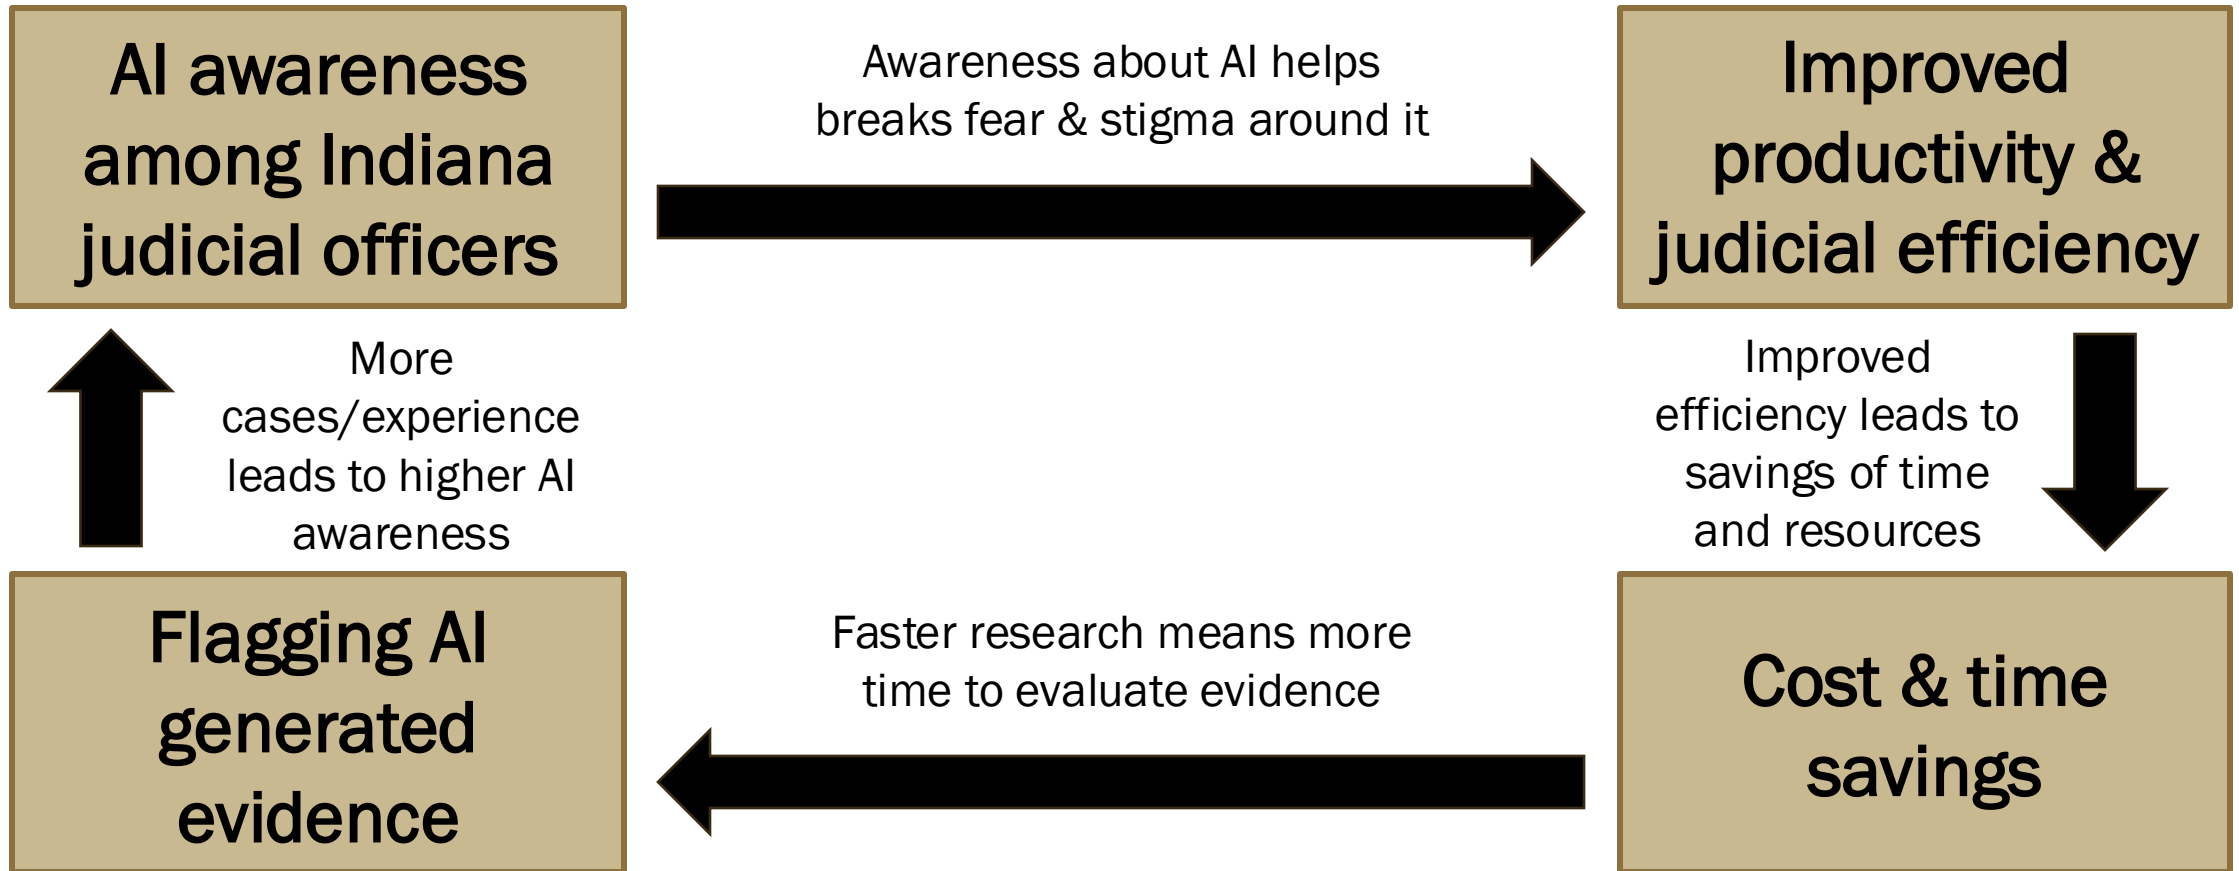 AI awareness
among Indiana
judicial officers
Awareness about AI helps
breaks fear & stigma around it
Improved
productivity &
judicial efficiency
More
cases/experience
leads to higher AI
awareness
Improved
efficiency leads to
savings of time
and resources
Flagging AI
generated
evidence
Faster research means more
time to evaluate evidence
Cost & time
savings